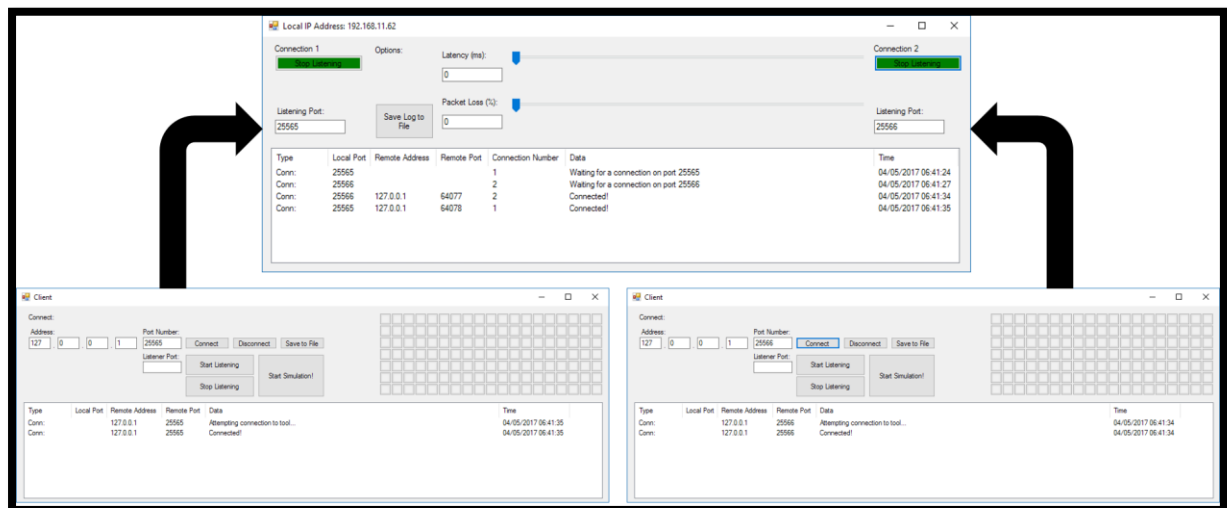 Local IP Address: 192.168.11.62
Connection 1 Options: Latency (ms): Connection 2
Stop Listening Stop Listening
0
Listening Port: Save Log to File Packet Loss (%): Listening Port:
25565 0 25566
Type Local Port Remote Address Remote Port Connection Number Data Time
Conn: 25565 1 Waiting for a connection on port 25565 04/05/2017 06:41:24
Conn: 25566 2 Waiting for a connection on port 25566 04/05/2017 06:41:27
Conn: 25566 127.0.0.1 64077 2 Connected! 04/05/2017 06:41:34
Conn: 25565 127.0.0.1 64078 1 Connected! 04/05/2017 06:41:35
Client
Connect:
Address: Port Number:
127 . 0 . 0 . 1 25565 Connect Disconnect Save to File
Listener Port: Start Listening
Start Simulation!
Stop Listening
Type Local Port Remote Address Remote Port Data Time
Conn: 127.0.0.1 25565 Attempting connection to tool... 04/05/2017 06:41:35
Conn: 127.0.0.1 25565 Connected! 04/05/2017 06:41:35
Client
Connect:
Address: Port Number:
127 . 0 . 0 . 1 25566 Connect Disconnect Save to File
Listener Port: Start Listening
Start Simulation!
Stop Listening
Type Local Port Remote Address Remote Port Data Time
Conn: 127.0.0.1 25566 Attempting connection to tool... 04/05/2017 06:41:34
Conn: 127.0.0.1 25566 Connected! 04/05/2017 06:41:34